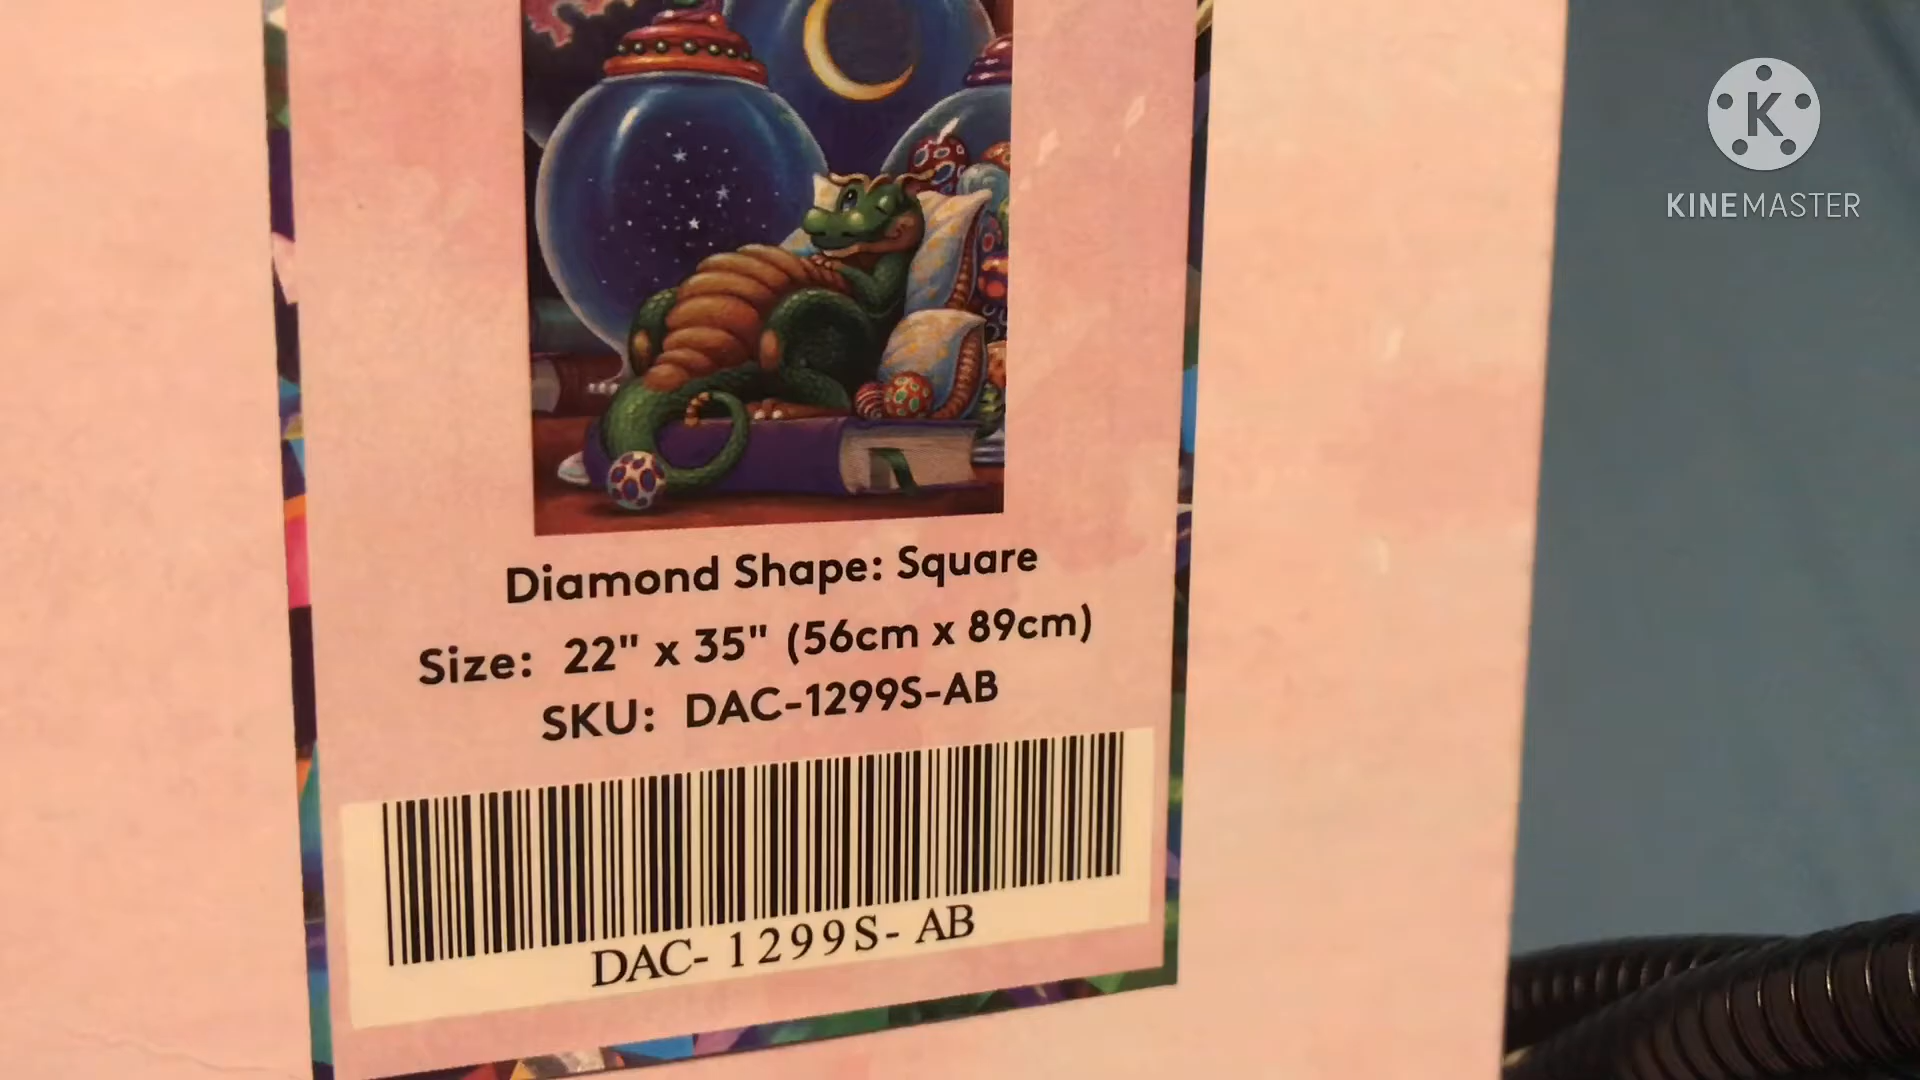 K
KINEMASTER
Diamond Shape: Square
Size: 22" x 35" (56cm x 89cm)
SKU: DAC-1299S-AB
DAC-1299S-AB